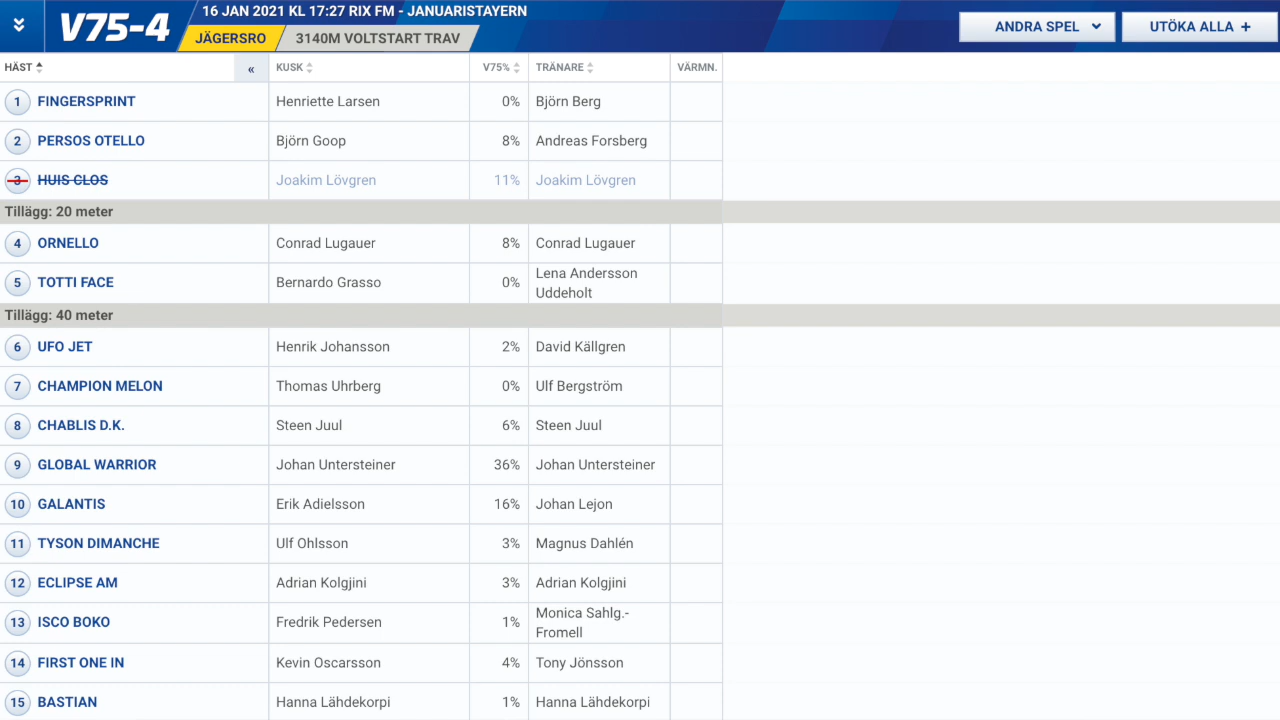 V75-4
16 JAN 2021 KL 17:27 RIX FM - JANUARISTAYERN
JÄGERSRO 3140M VOLTSTART TRAV
ANDRA SPEL
UTÖKA ALLA +
HÄST « KUSK V75% TRÄNARE VÄRMN.
1 FINGERSPRINT Henriette Larsen 0% Björn Berg
2 PERSOS OTELLO Björn Goop 8% Andreas Forsberg
3 HUIS CLOS Joakim Lövgren 11% Joakim Lövgren
Tillägg: 20 meter
4 ORNELLO Conrad Lugauer 8% Conrad Lugauer
5 TOTTI FACE Bernardo Grasso 0% Lena Andersson
Uddeholt
Tillägg: 40 meter
6 UFO JET Henrik Johansson 2% David Källgren
7 CHAMPION MELON Thomas Uhrberg 0% Ulf Bergström
8 CHABLIS D.K. Steen Juul 6% Steen Juul
9 GLOBAL WARRIOR Johan Untersteiner 36% Johan Untersteiner
10 GALANTIS Erik Adielsson 16% Johan Lejon
11 TYSON DIMANCHE Ulf Ohlsson 3% Magnus Dahlén
12 ECLIPSE AM Adrian Kolgjini 3% Adrian Kolgjini
13 ISCO BOKO Fredrik Pedersen 1% Monica Sahlg.-
Fromell
14 FIRST ONE IN Kevin Oscarsson 4% Tony Jönsson
15 BASTIAN Hanna Lähdekorpi 1% Hanna Lähdekorpi